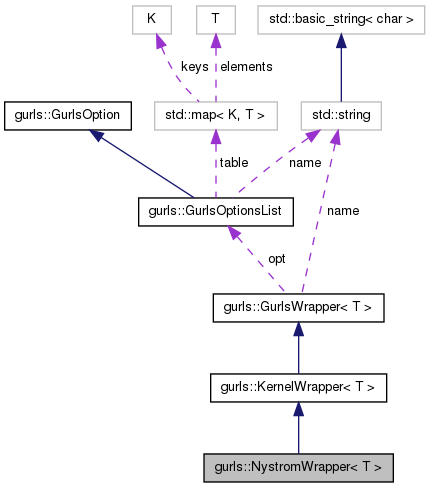 K
T
std::basic_string< char >
keys
elements
gurls::GurlsOption
std::map< K, T >
std::string
table
name
gurls::GurlsOptionsList
name
opt
gurls::GurlsWrapper< T >
gurls::KernelWrapper< T >
gurls::NystromWrapper< T >